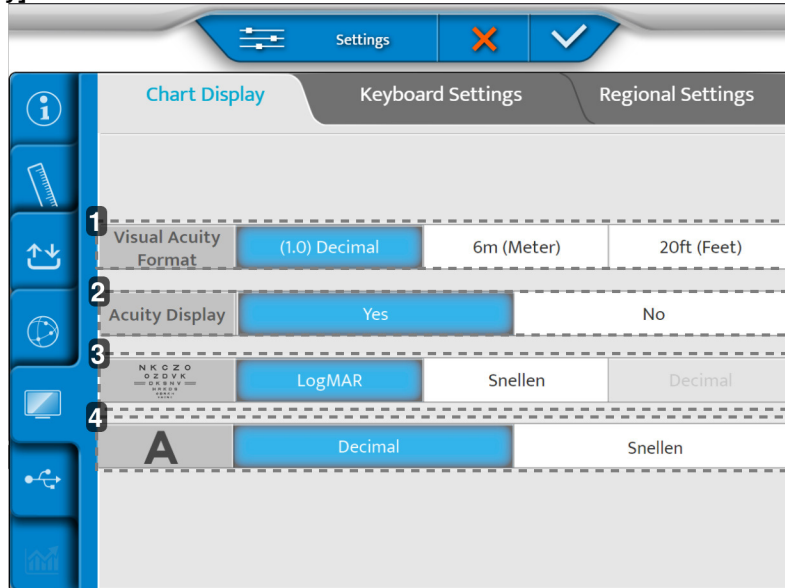 Settings
Chart Display Keyboard Settings Regional Settings
1
Visual Acuity Format (1.0) Decimal 6m (Meter) 20ft (Feet)
2
Acuity Display Yes No
3
N K C Z O
O Z D V K
LogMAR Snellen Decimal
4
A Decimal Snellen